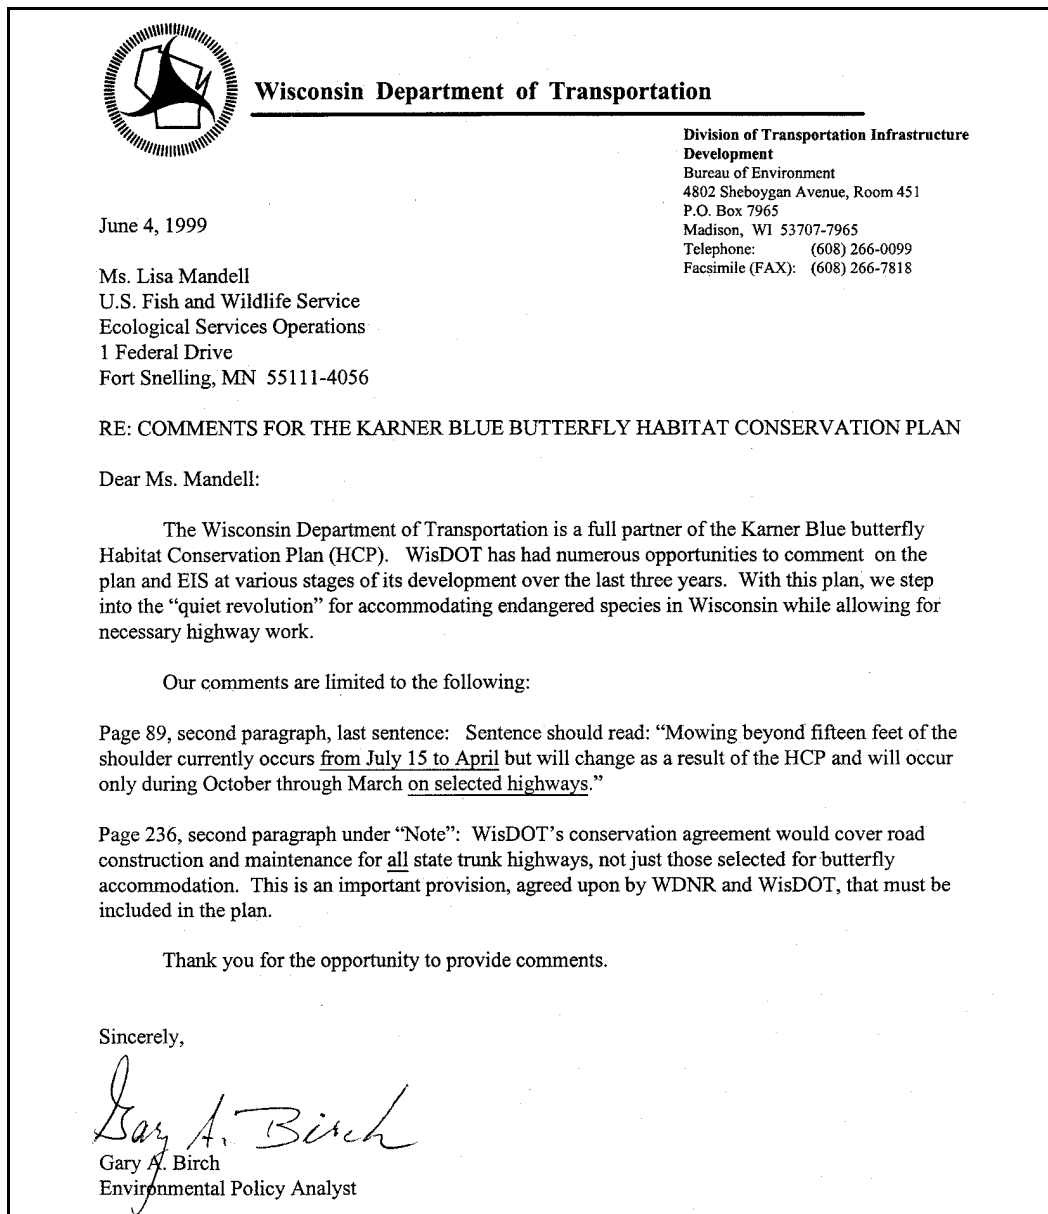 Wisconsin Department of Transportation
Division of Transportation Infrastructure
Development
Bureau of Environment
4802 Sheboygan Avenue, Room 451
P.O. Box 7965
Madison, WI 53707-7965
Telephone: (608) 266-0099
Facsimile (FAX): (608) 266-7818
June 4, 1999
Ms. Lisa Mandell
U.S. Fish and Wildlife Service
Ecological Services Operations
1 Federal Drive
Fort Snelling, MN 55111-4056
RE: COMMENTS FOR THE KARNER BLUE BUTTERFLY HABITAT CONSERVATION PLAN
Dear Ms. Mandell:
The Wisconsin Department of Transportation is a full partner of the Karner Blue butterfly
Habitat Conservation Plan (HCP). WisDOT has had numerous opportunities to comment on the
plan and EIS at various stages of its development over the last three years. With this plan, we step
into the “quiet revolution” for accommodating endangered species in Wisconsin while allowing for
necessary highway work.
Our comments are limited to the following:
Page 89, second paragraph, last sentence: Sentence should read: “Mowing beyond fifteen feet of the
shoulder currently occurs from July 15 to April but will change as a result of the HCP and will occur
only during October through March on selected highways.”
Page 236, second paragraph under “Note”: WisDOT’s conservation agreement would cover road
construction and maintenance for all state trunk highways, not just those selected for butterfly
accommodation. This is an important provision, agreed upon by WDNR and WisDOT, that must be
included in the plan.
Thank you for the opportunity to provide comments.
Sincerely,
Gary A. Birch
Gary A. Birch
Environmental Policy Analyst